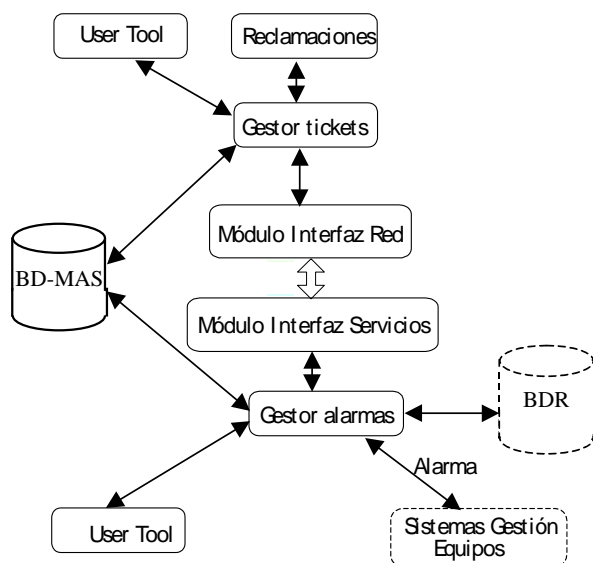 User Tool
Reclamaciones
Gestor tickets
Módulo Interfaz Red
BD-MAS
Módulo Interfaz Servicios
BDR
Gestor alarmas
Alarma
User Tool
Sistemas Gestión
Equipos